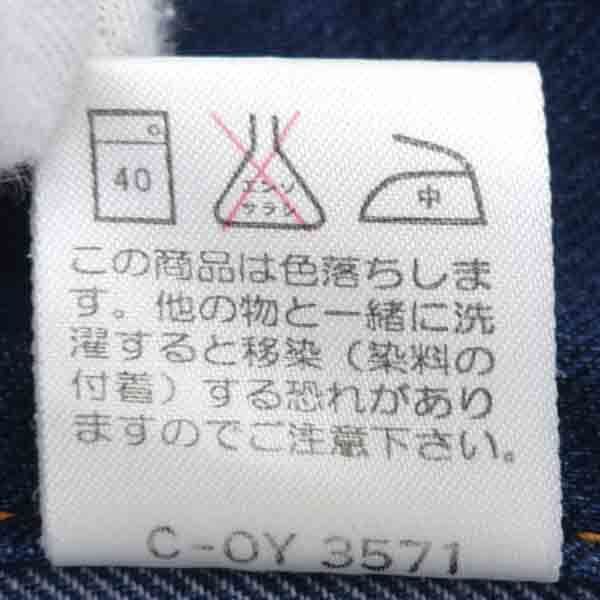 40
エンソ
サラシ
中
この商品は色落ちしま
す。他の物と一緒に洗
濯すると移染（染料の
付着）する恐れがあり
ますのでご注意下さい。
C-OY 3571